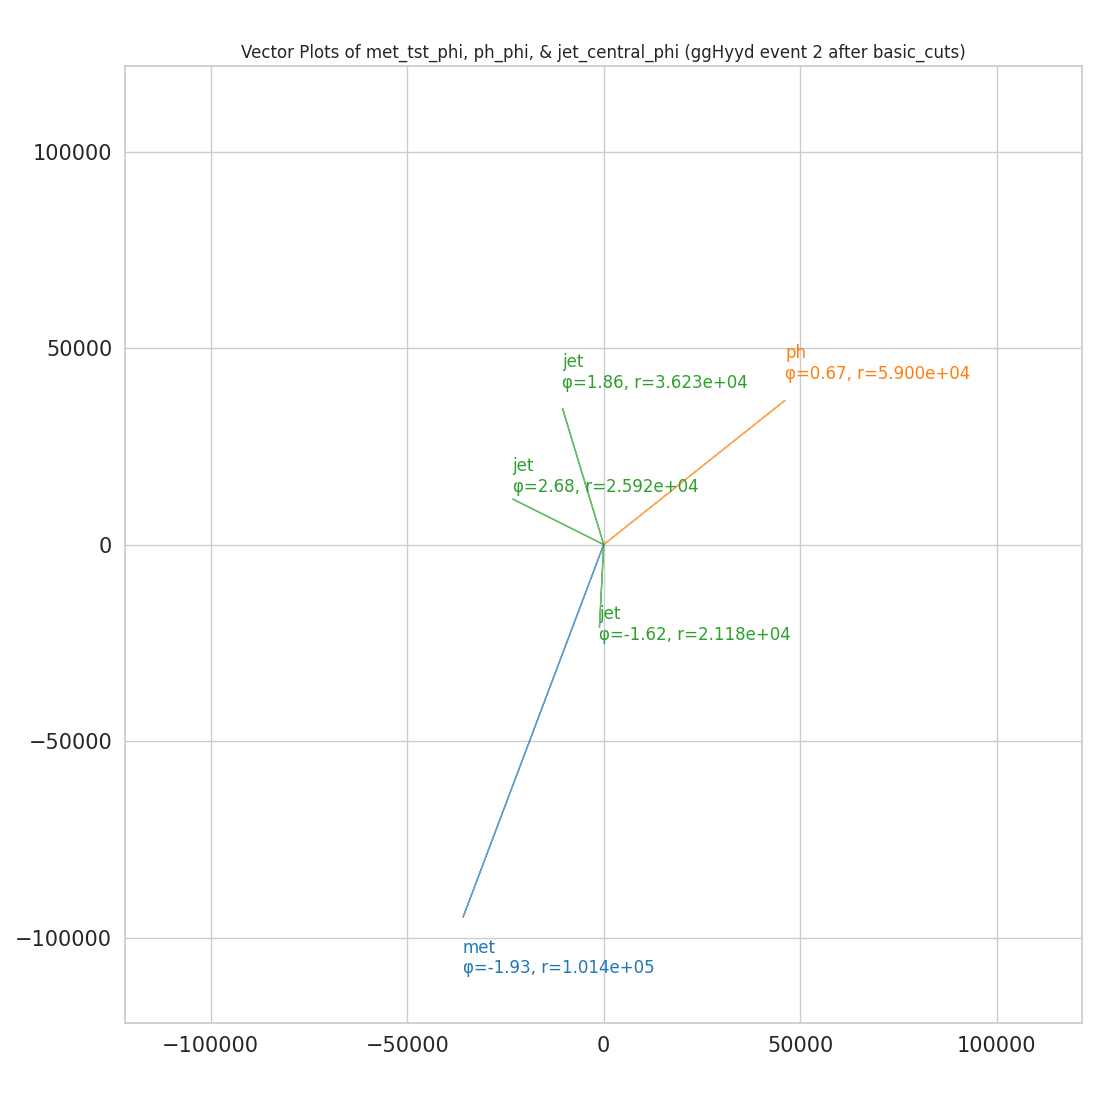 Vector Plots of met_tst_phi, ph_phi, & jet_central_phi (ggHyyd event 2 after basic_cuts)
100000
50000
0
−50000
−100000
ph
φ=0.67, r=5.900e+04
jet
φ=1.86, r=3.623e+04
jet
φ=2.68, r=2.592e+04
jet
φ=-1.62, r=2.118e+04
met
φ=-1.93, r=1.014e+05
−100000
−50000
0
50000
100000